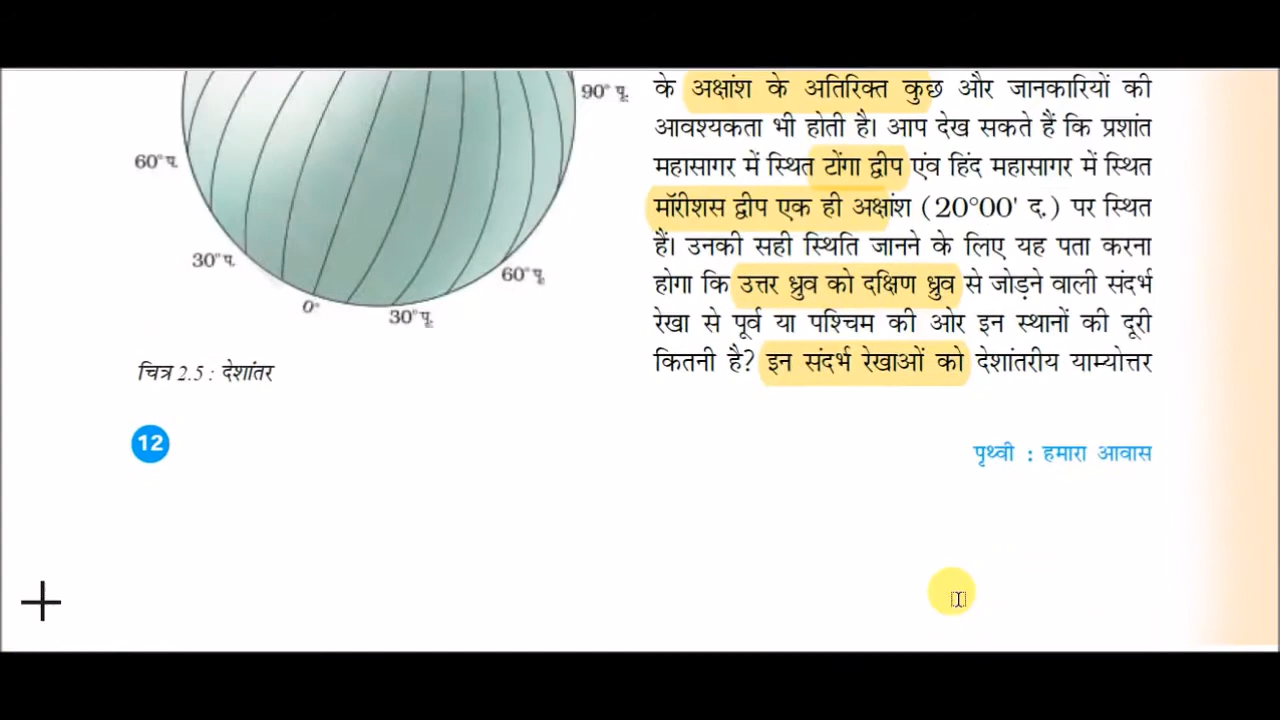 90° पू.
60° प.
30° प.
0°
30° पू.
60° पू.
चित्र 2.5 : देशांतर
12
के अक्षांश के अतिरिक्त कुछ और जानकारियों की
आवश्यकता भी होती है। आप देख सकते हैं कि प्रशांत
महासागर में स्थित टोंगा द्वीप एंव हिंद महासागर में स्थित
मॉरीशस द्वीप एक ही अक्षांश (20°00' द.) पर स्थित
हैं। उनकी सही स्थिति जानने के लिए यह पता करना
होगा कि उत्तर ध्रुव को दक्षिण ध्रुव से जोड़ने वाली संदर्भ
रेखा से पूर्व या पश्चिम की ओर इन स्थानों की दूरी
कितनी है? इन संदर्भ रेखाओं को देशांतरीय याम्योत्तर
पृथ्वी : हमारा आवास